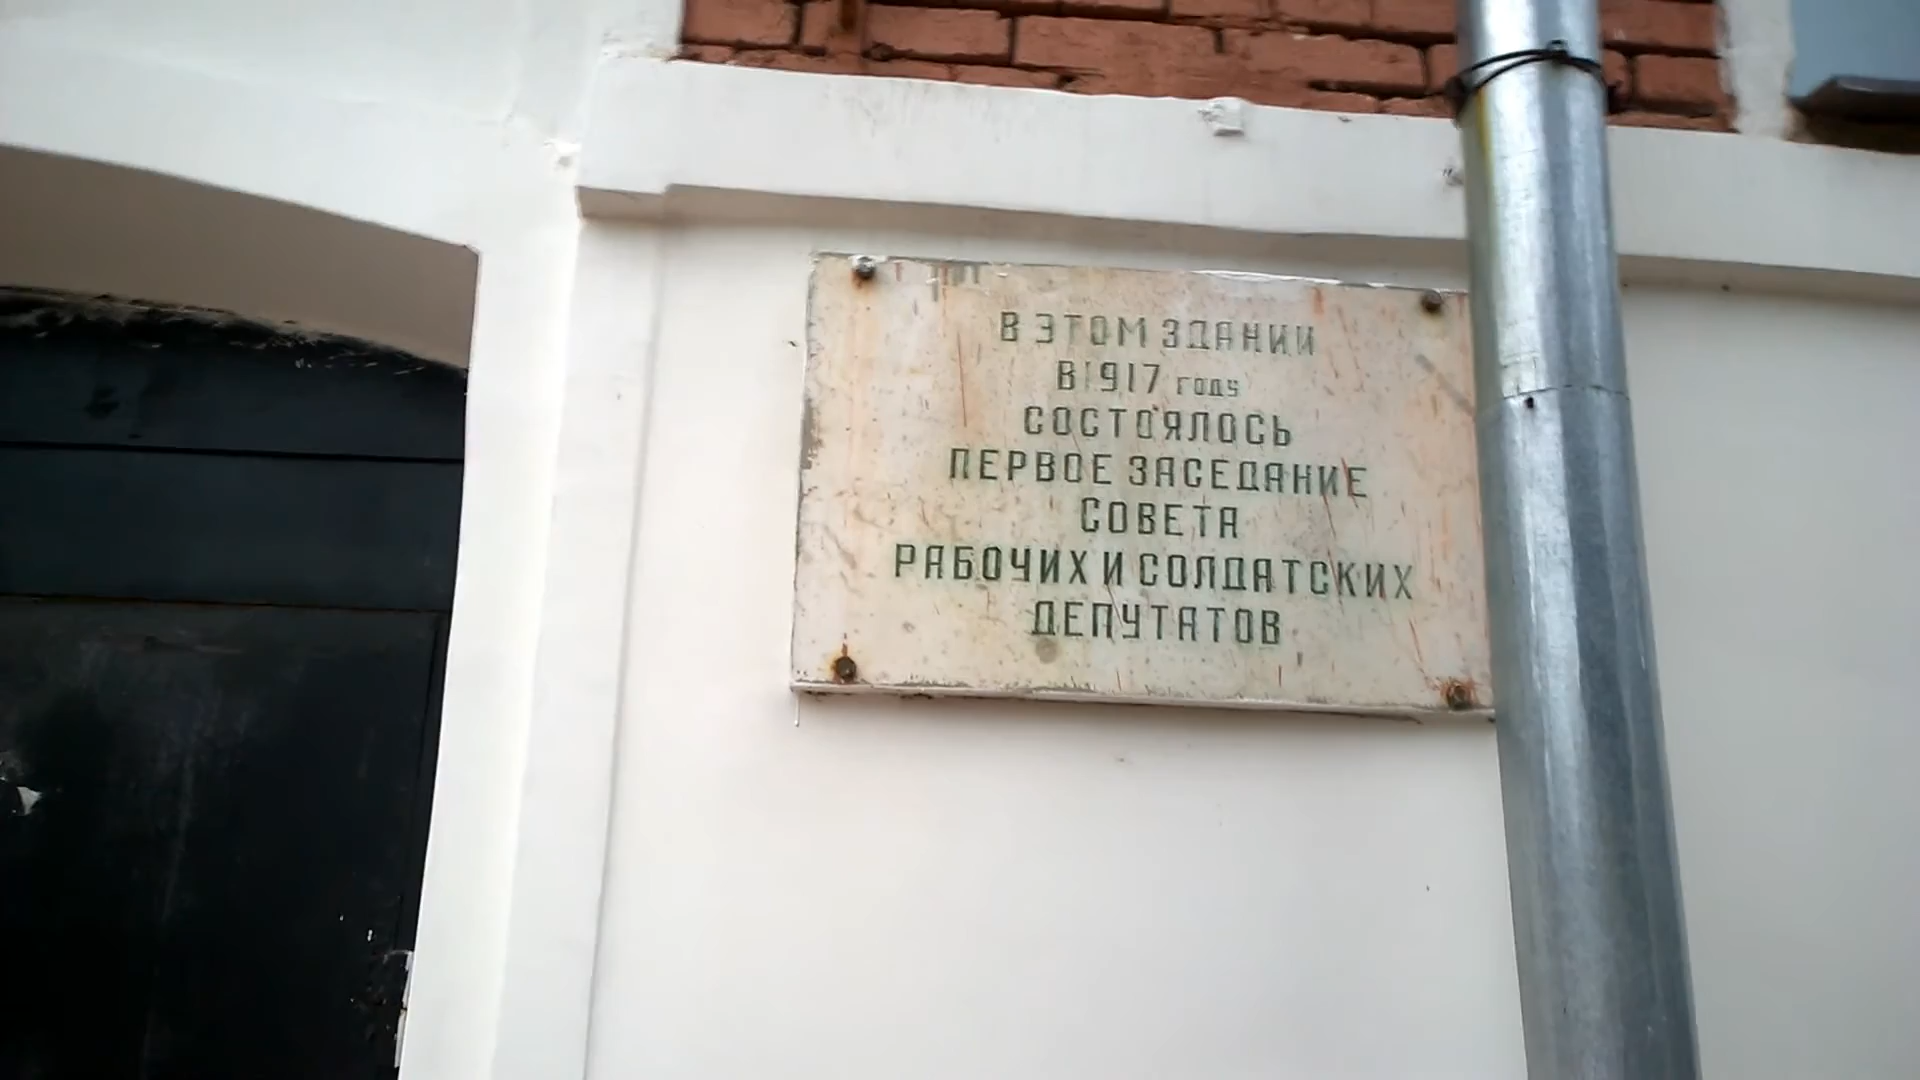 В ЭТОМ ЗДАНИИ
В 1917 ГОДУ
СОСТОЯЛОСЬ
ПЕРВОЕ ЗАСЕДАНИЕ
СОВЕТА
РАБОЧИХ И СОЛДАТСКИХ
ДЕПУТАТОВ